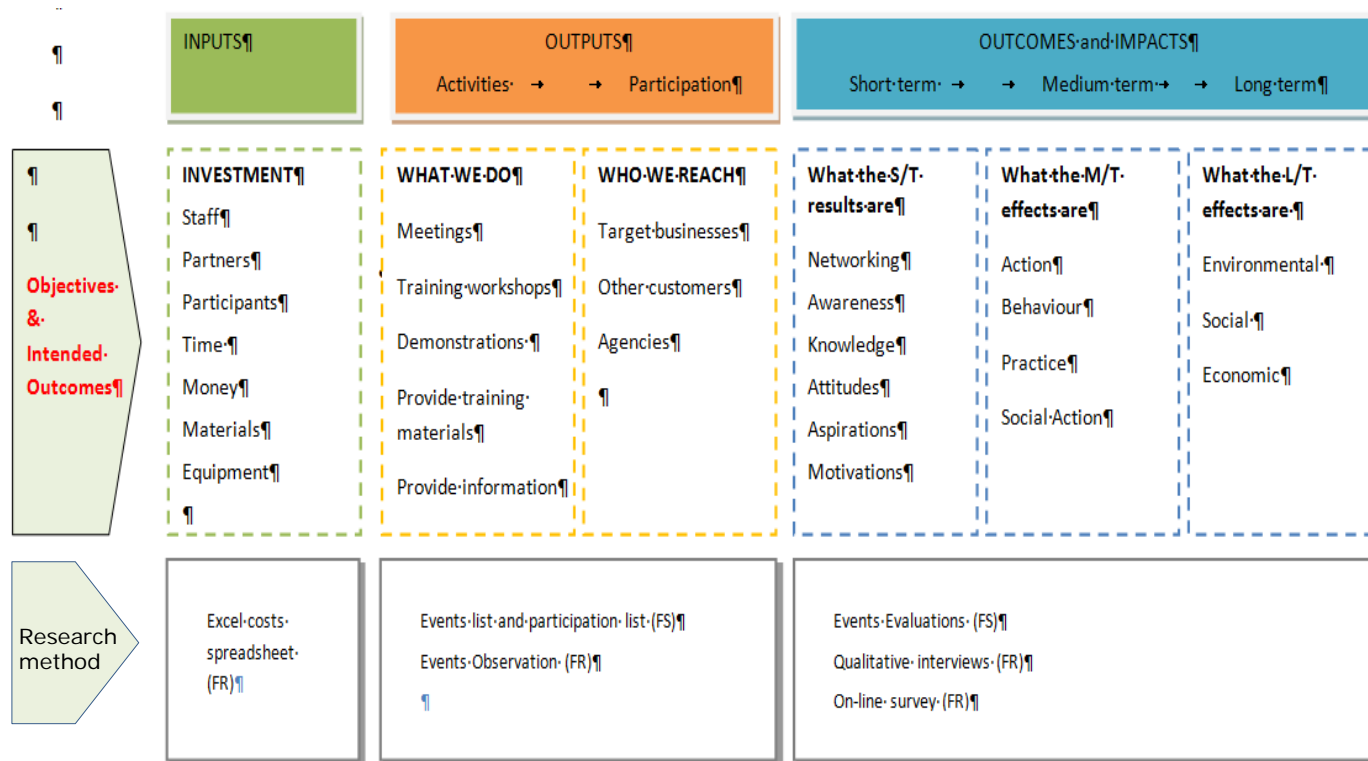 INPUTS¶
OUTPUTS¶
Activities· → → Participation¶
OUTCOMES·and·IMPACTS¶
Short·term· → → Medium·term·→ → Long·term¶
¶
¶
¶
¶
Objectives·
&·
Intended·
Outcomes¶
INVESTMENT¶
Staff¶
Partners¶
Participants¶
Time·¶
Money¶
Materials¶
Equipment¶
¶
WHAT·WE·DO¶
Meetings¶
Training·workshops¶
Demonstrations·¶
Provide·training·
materials¶
Provide·information¶
WHO·WE·REACH¶
Target·businesses¶
Other·customers¶
Agencies¶
¶
What·the·S/T·
results·are¶
Networking¶
Awareness¶
Knowledge¶
Attitudes¶
Aspirations¶
Motivations¶
What·the·M/T·
effects·are¶
Action¶
Behaviour¶
Practice¶
Social·Action¶
What·the·L/T·
effects·are·¶
Environmental·¶
Social·¶
Economic¶
Research
method
Excel·costs·
spreadsheet·
(FR)¶
Events·list·and·participation·list·(FS)¶
Events·Observation·(FR)¶
¶
Events·Evaluations·(FS)¶
Qualitative·interviews·(FR)¶
On-line·survey·(FR)¶